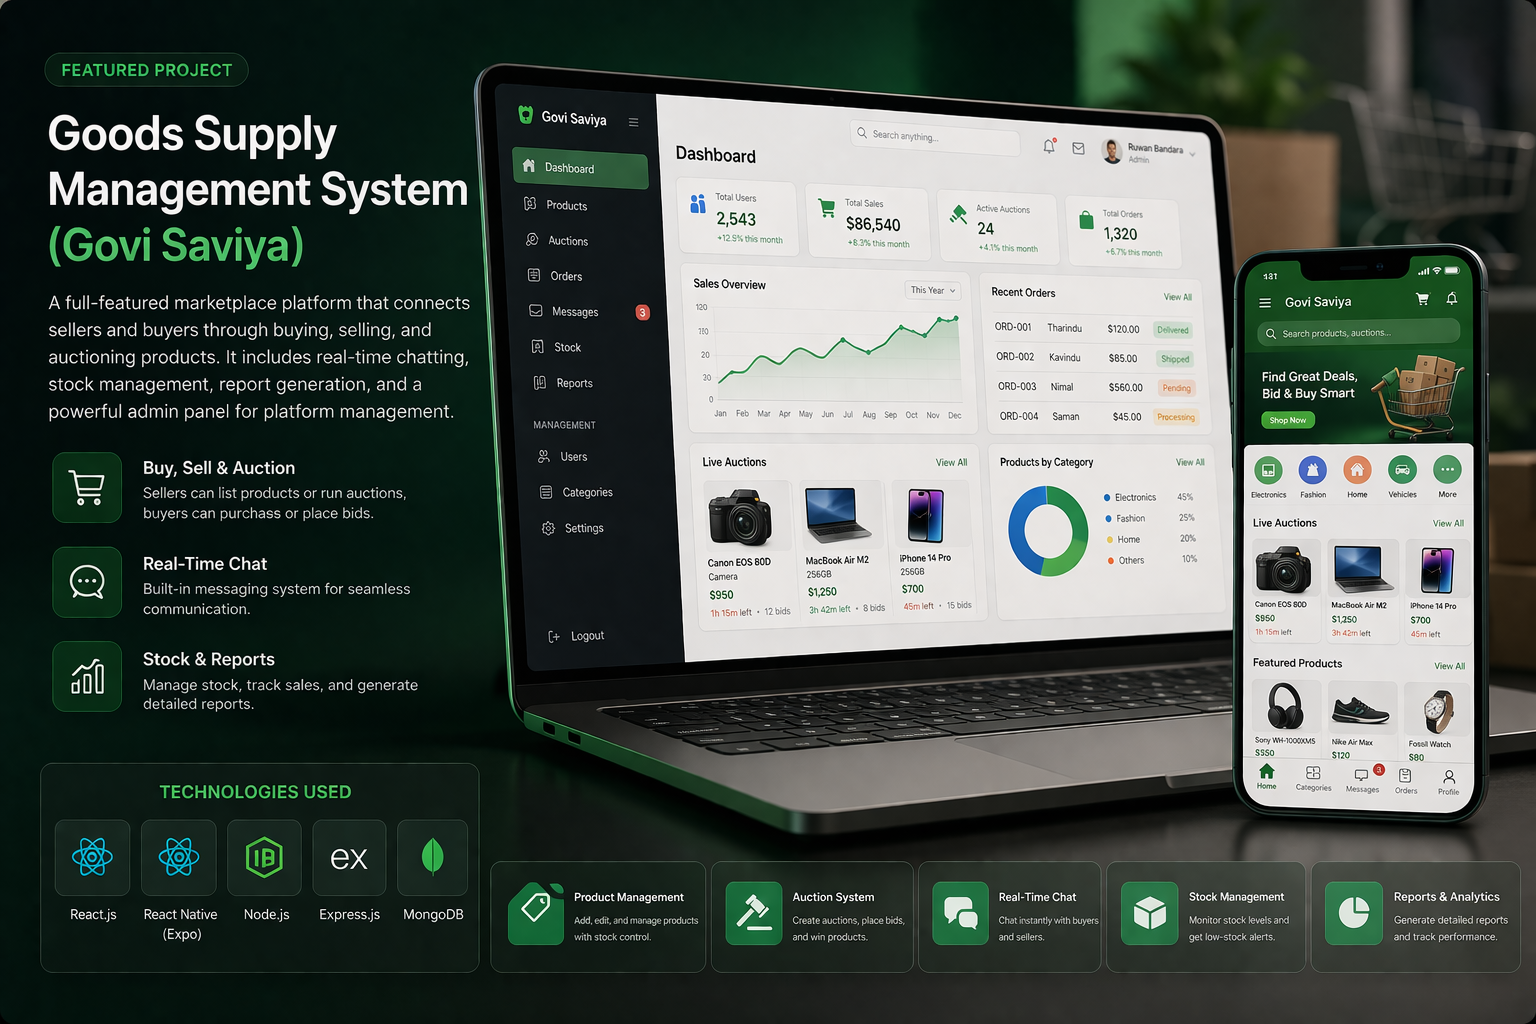 FEATURED PROJECT
Goods Supply
Management System
(Govi Saviya)
A full-featured marketplace platform that connects
sellers and buyers through buying, selling, and
auctioning products. It includes real-time chatting,
stock management, report generation, and a
powerful admin panel for platform management.
Buy, Sell & Auction
Sellers can list products or run auctions,
buyers can purchase or place bids.
Real-Time Chat
Built-in messaging system for seamless
communication.
Stock & Reports
Manage stock, track sales, and generate
detailed reports.
TECHNOLOGIES USED
ex
React.js
React Native
(Expo)
Node.js
Express.js
MongoDB
Govi Saviya
Dashboard
Products
Auctions
Orders
Messages 3
Stock
Reports
MANAGEMENT
Users
Categories
Settings
Logout
Search anything...
Ruwan Bandara
Admin
Dashboard
Total Users
2,543
+12.5% this month
Total Sales
$86,540
+8.3% this month
Active Auctions
24
+4.1% this month
Total Orders
1,320
+6.7% this month
Sales Overview
This Year
120
20
20
0
Jan Feb Mar Apr May Jun Jul Aug Sep Oct Nov Dec
Recent Orders View All
ORD-001 Tharindu $120.00 Delivered
ORD-002 Kavindu $85.00 Shipped
ORD-003 Nimal $560.00 Pending
ORD-004 Saman $45.00 Processing
Live Auctions View All
Canon EOS 80D
Camera
$950
1h 15m left • 12 bids
MacBook Air M2
256GB
$1,250
3h 42m left • 8 bids
iPhone 14 Pro
256GB
$700
45m left • 15 bids
Products by Category View All
Electronics 45%
Fashion 25%
Home 20%
Others 10%
Govi Saviya
Search products, auctions...
Find Great Deals,
Bid & Buy Smart
Shop Now
Electronics Fashion Home Vehicles More
Live Auctions View All
Canon EOS 80D
$950
1h 15m left
MacBook Air M2
$1,250
3h 42m left
iPhone 14 Pro
$700
45m left
Featured Products View All
Sony WH-1000XM5
$350
Nike Air Max
$120
Fossil Watch
$80
3
Home Categories Messages Orders Profile
Product Management
Add, edit, and manage products
with stock control.
Auction System
Create auctions, place bids,
and win products.
Real-Time Chat
Chat instantly with buyers
and sellers.
Stock Management
Monitor stock levels and
get low-stock alerts.
Reports & Analytics
Generate detailed reports
and track performance.